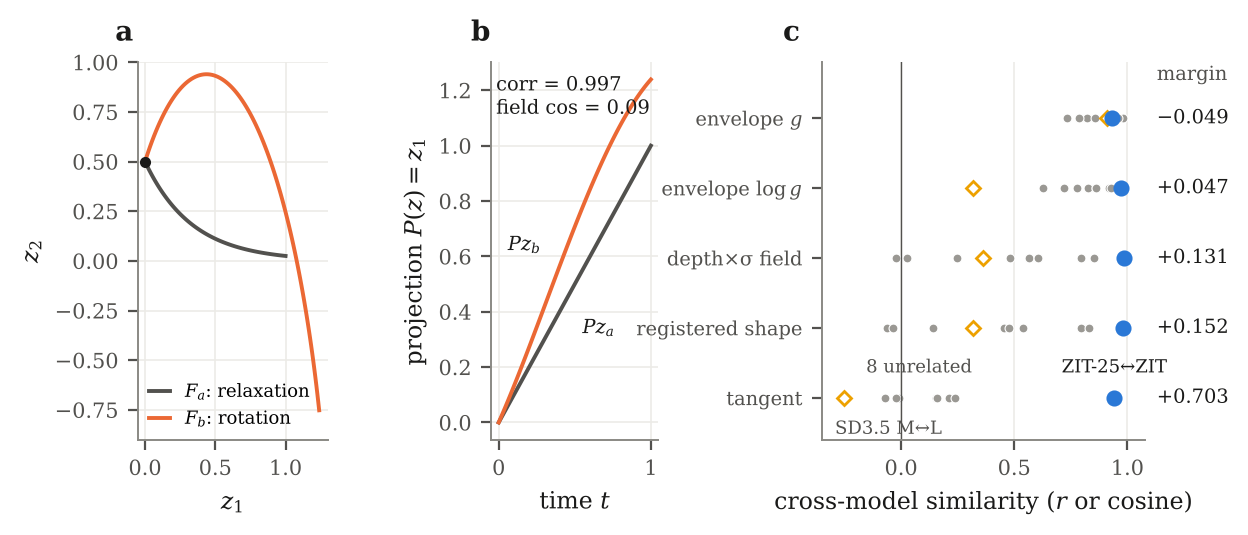 a
1.00
0.75
0.50
0.25
0.00
−0.25
−0.50
−0.75
z₂
Fₐ: relaxation
F_b: rotation
0.0 0.5 1.0
z₁
b
corr = 0.997
field cos = 0.09
1.2
1.0
0.8
0.6
0.4
0.2
0.0
projection P(z) = z₁
Pz_b
Pzₐ
0 1
time t
c
margin
envelope g −0.049
envelope log g +0.047
depth×σ field +0.131
registered shape +0.152
8 unrelated ZIT-25↔ZIT
tangent +0.703
SD3.5 M↔L
0.0 0.5 1.0
cross-model similarity (r or cosine)